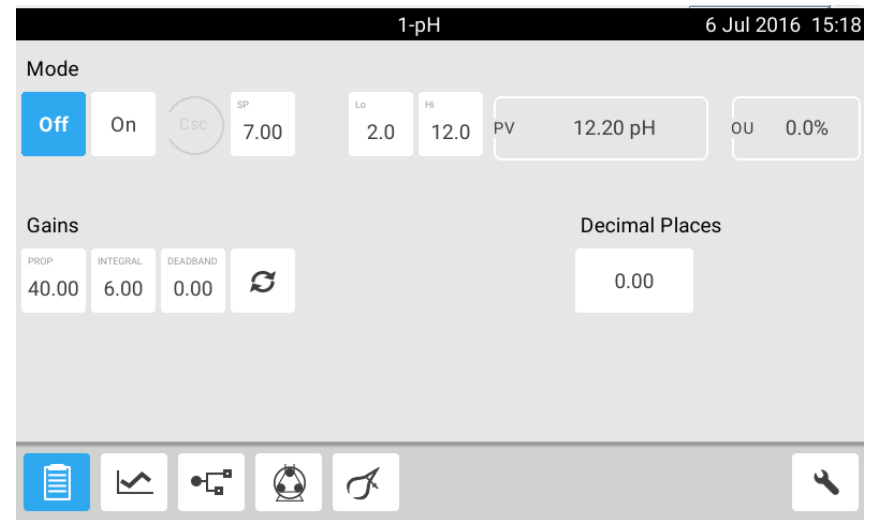 1-pH 6 Jul 2016 15:18
Mode
Off On Csc SP 7.00 Lo 2.0 Hi 12.0 PV 12.20 pH OU 0.0%
Gains Decimal Places
PROP 40.00 INTEGRAL 6.00 DEADBAND 0.00 0.00